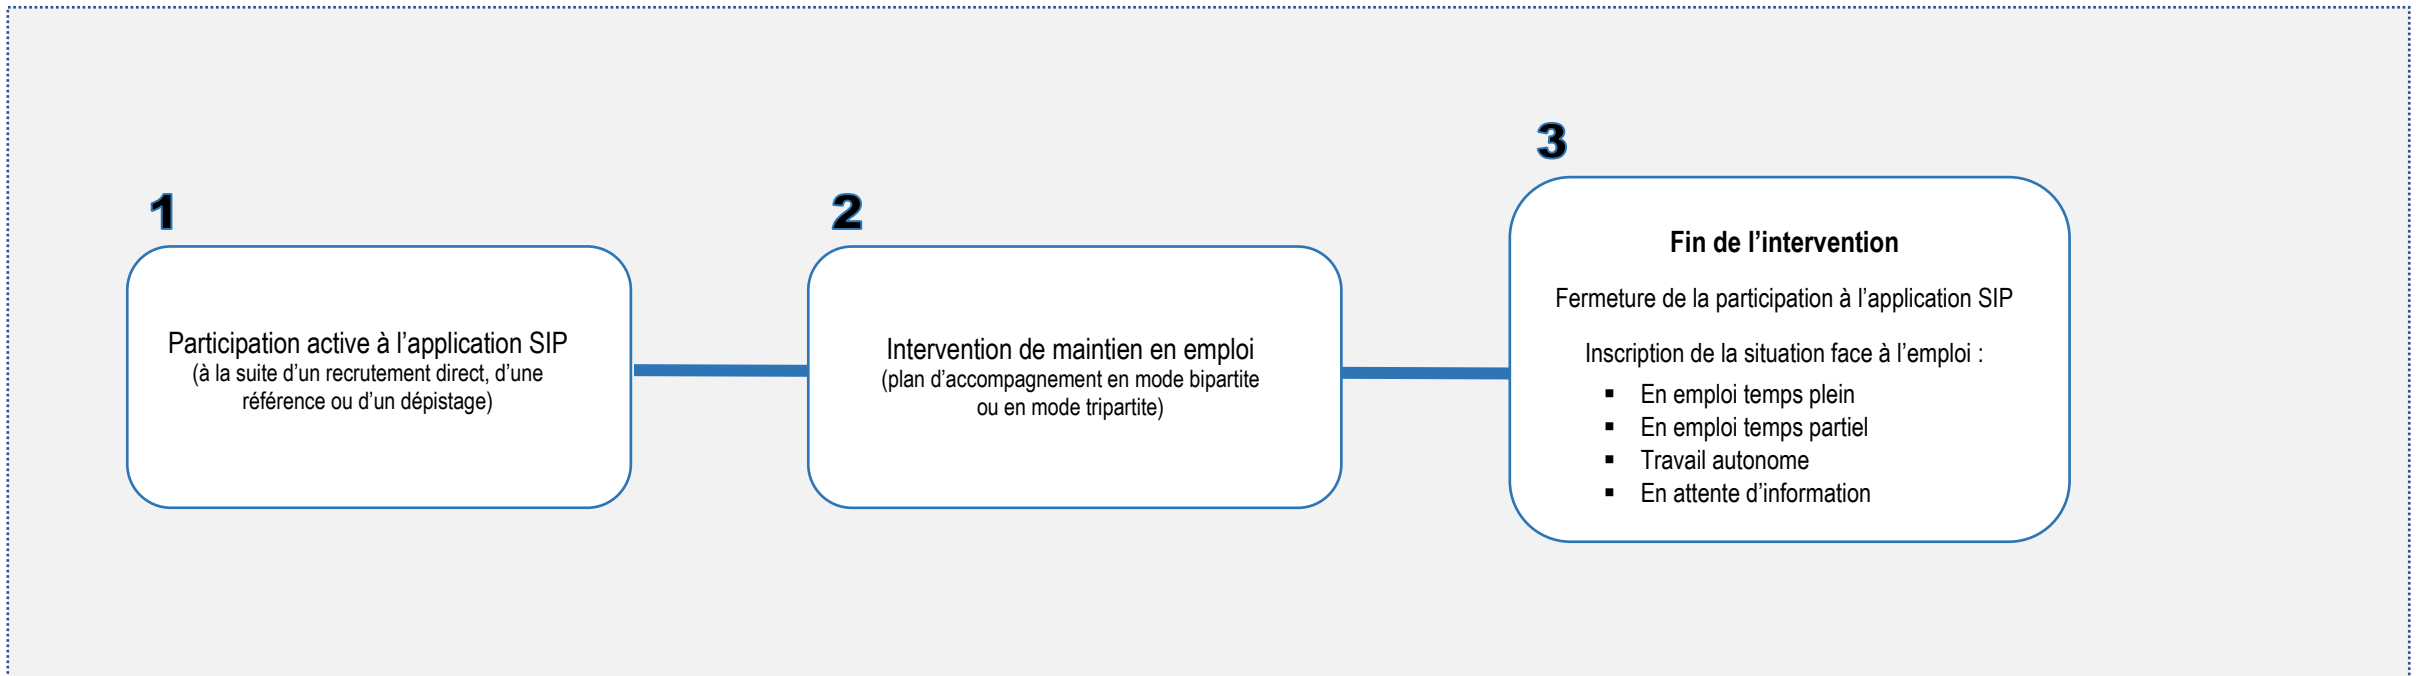 1
Participation active à l’application SIP
(à la suite d’un recrutement direct, d’une
référence ou d’un dépistage)
2
Intervention de maintien en emploi
(plan d’accompagnement en mode bipartite
ou en mode tripartite)
3
Fin de l’intervention
Fermeture de la participation à l’application SIP
Inscription de la situation face à l’emploi :
▪ En emploi temps plein
▪ En emploi temps partiel
▪ Travail autonome
▪ En attente d’information